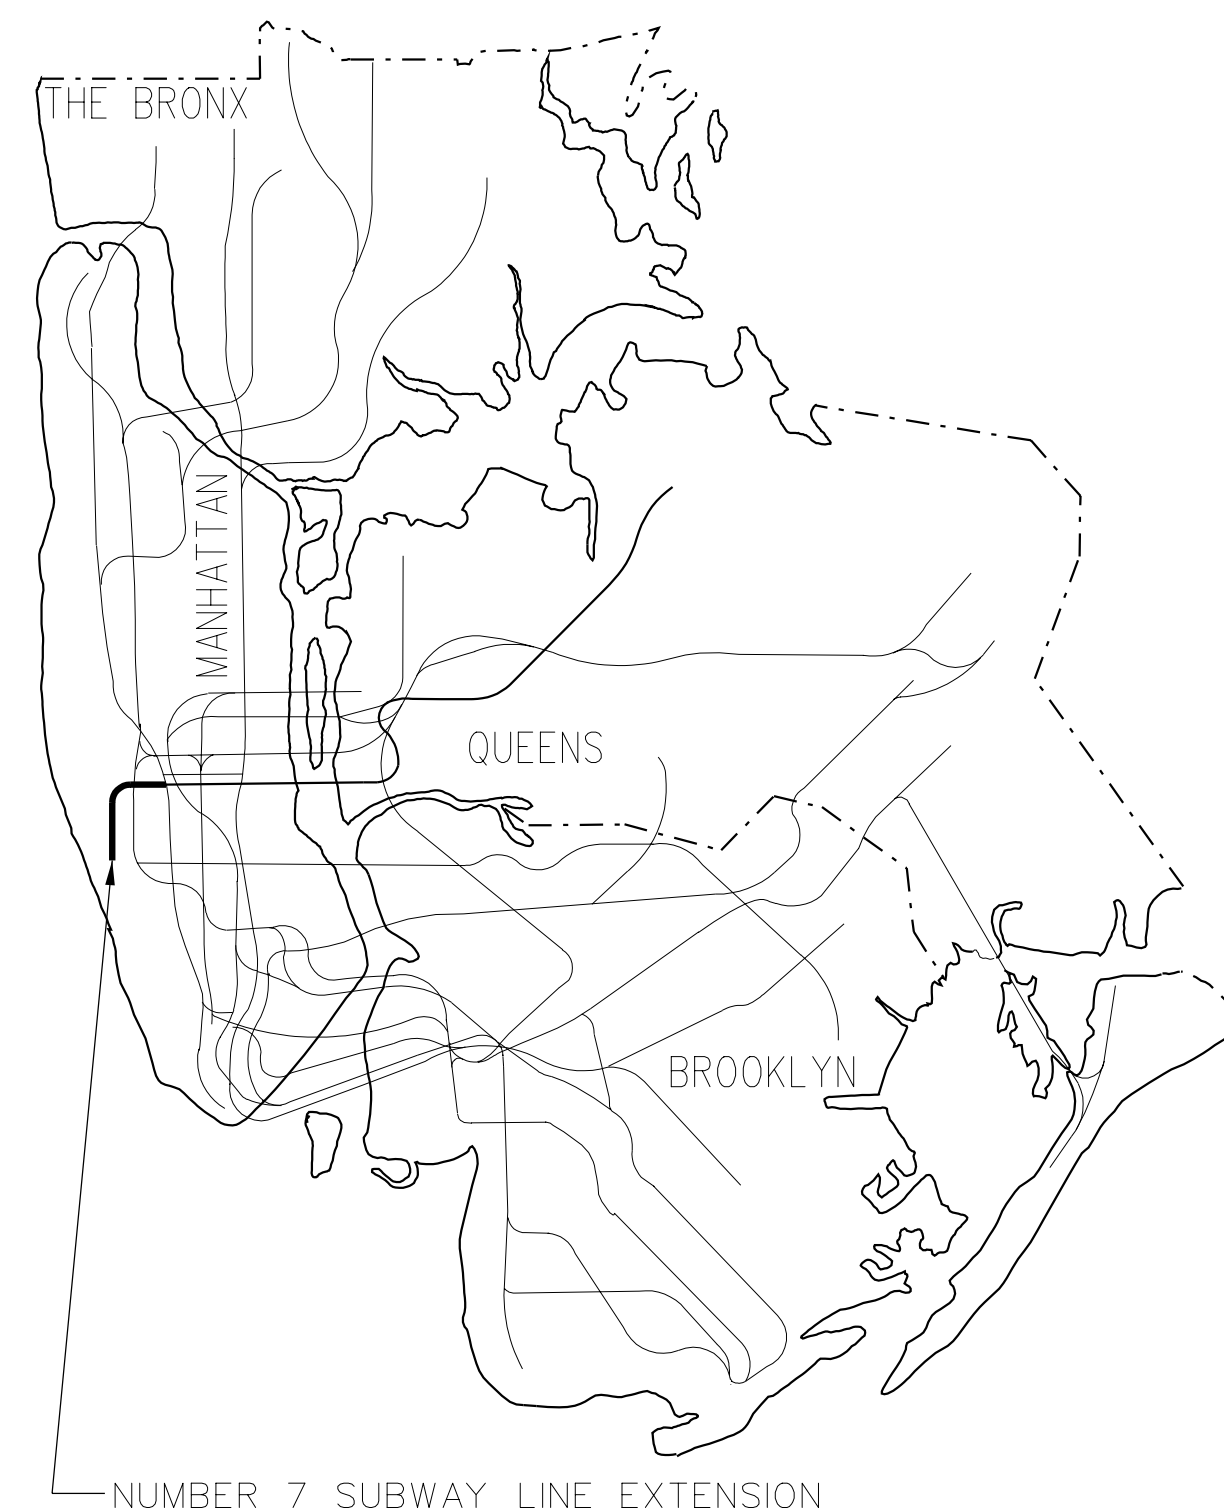 THE BRONX
MANHATTAN
QUEENS
BROOKLYN
NUMBER 7 SUBWAY LINE EXTENSION